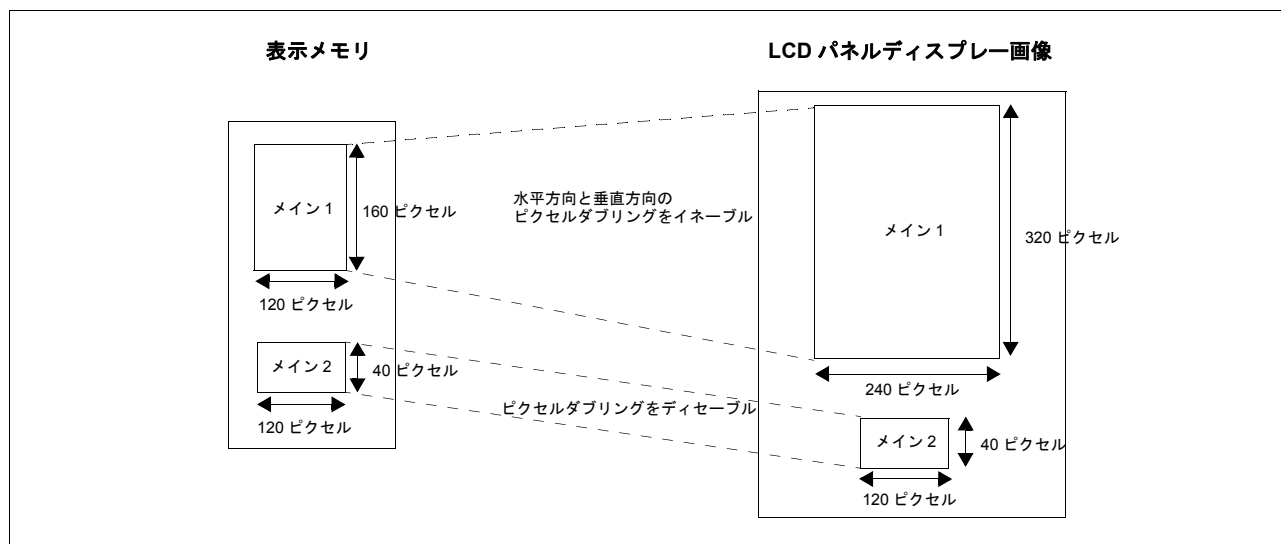 表示メモリ
LCD パネルディスプレー画像
メイン 1
160 ピクセル
120 ピクセル
水平方向と垂直方向の
ピクセルダブリングをイネーブル
メイン 1
320 ピクセル
240 ピクセル
メイン 2
40 ピクセル
120 ピクセル
ピクセルダブリングをディセーブル
メイン 2
40 ピクセル
120 ピクセル